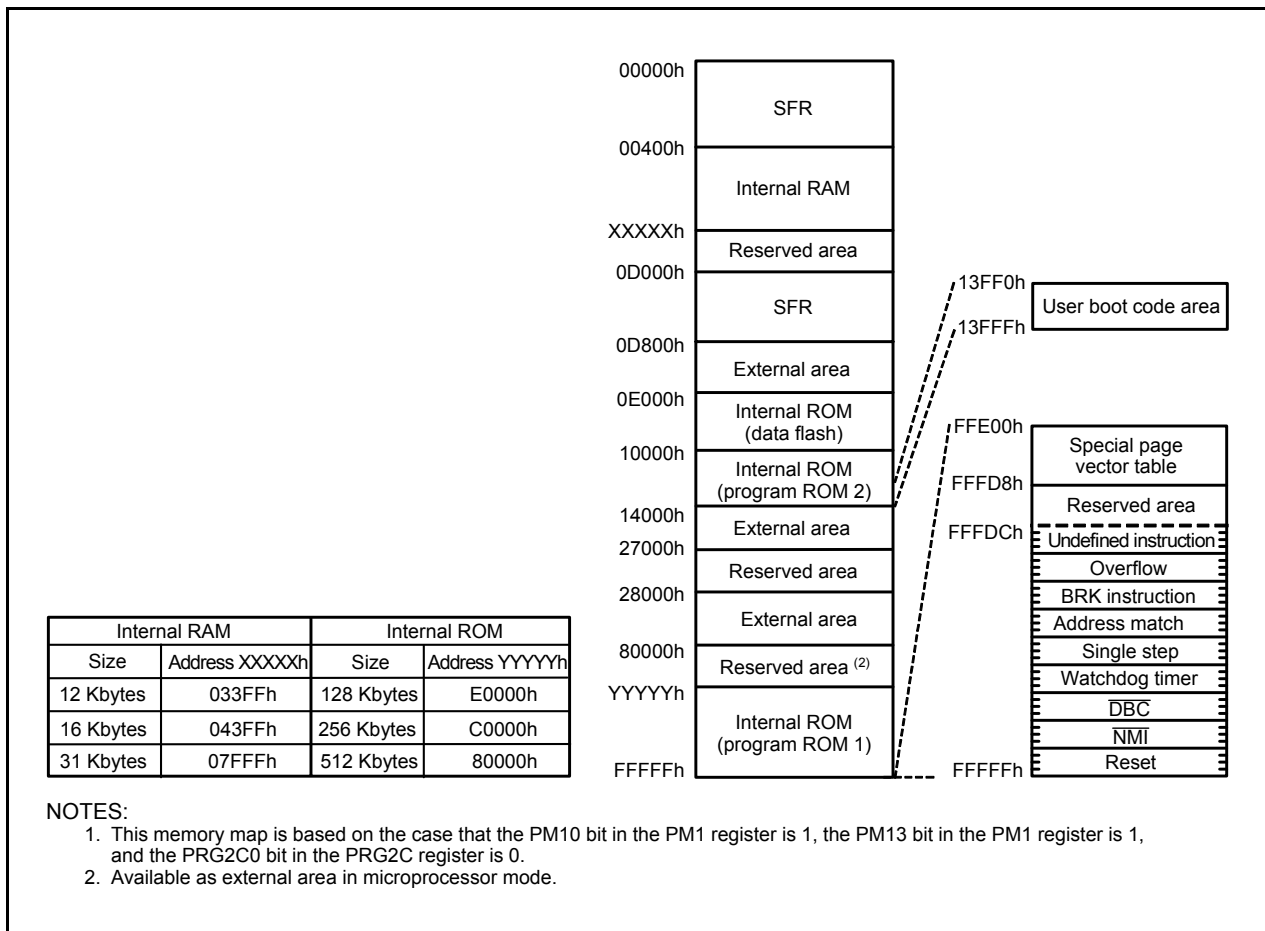 00000h
SFR
00400h
Internal RAM
XXXXXh
Reserved area
0D000h
SFR
0D800h
External area
0E000h
Internal ROM
(data flash)
10000h
Internal ROM
(program ROM 2)
14000h
External area
27000h
Reserved area
28000h
External area
80000h
Reserved area (2)
YYYYYh
Internal ROM
(program ROM 1)
FFFFFh
13FF0h
User boot code area
13FFFh
FFE00h
Special page
vector table
FFFD8h
Reserved area
FFFDCh
Undefined instruction
Overflow
BRK instruction
Address match
Single step
Watchdog timer
DBC
NMI
Reset
FFFFFh
Internal RAM Internal ROM
Size Address XXXXXh Size Address YYYYYh
12 Kbytes 033FFh 128 Kbytes E0000h
16 Kbytes 043FFh 256 Kbytes C0000h
31 Kbytes 07FFFh 512 Kbytes 80000h
NOTES:
1. This memory map is based on the case that the PM10 bit in the PM1 register is 1, the PM13 bit in the PM1 register is 1,
and the PRG2C0 bit in the PRG2C register is 0.
2. Available as external area in microprocessor mode.